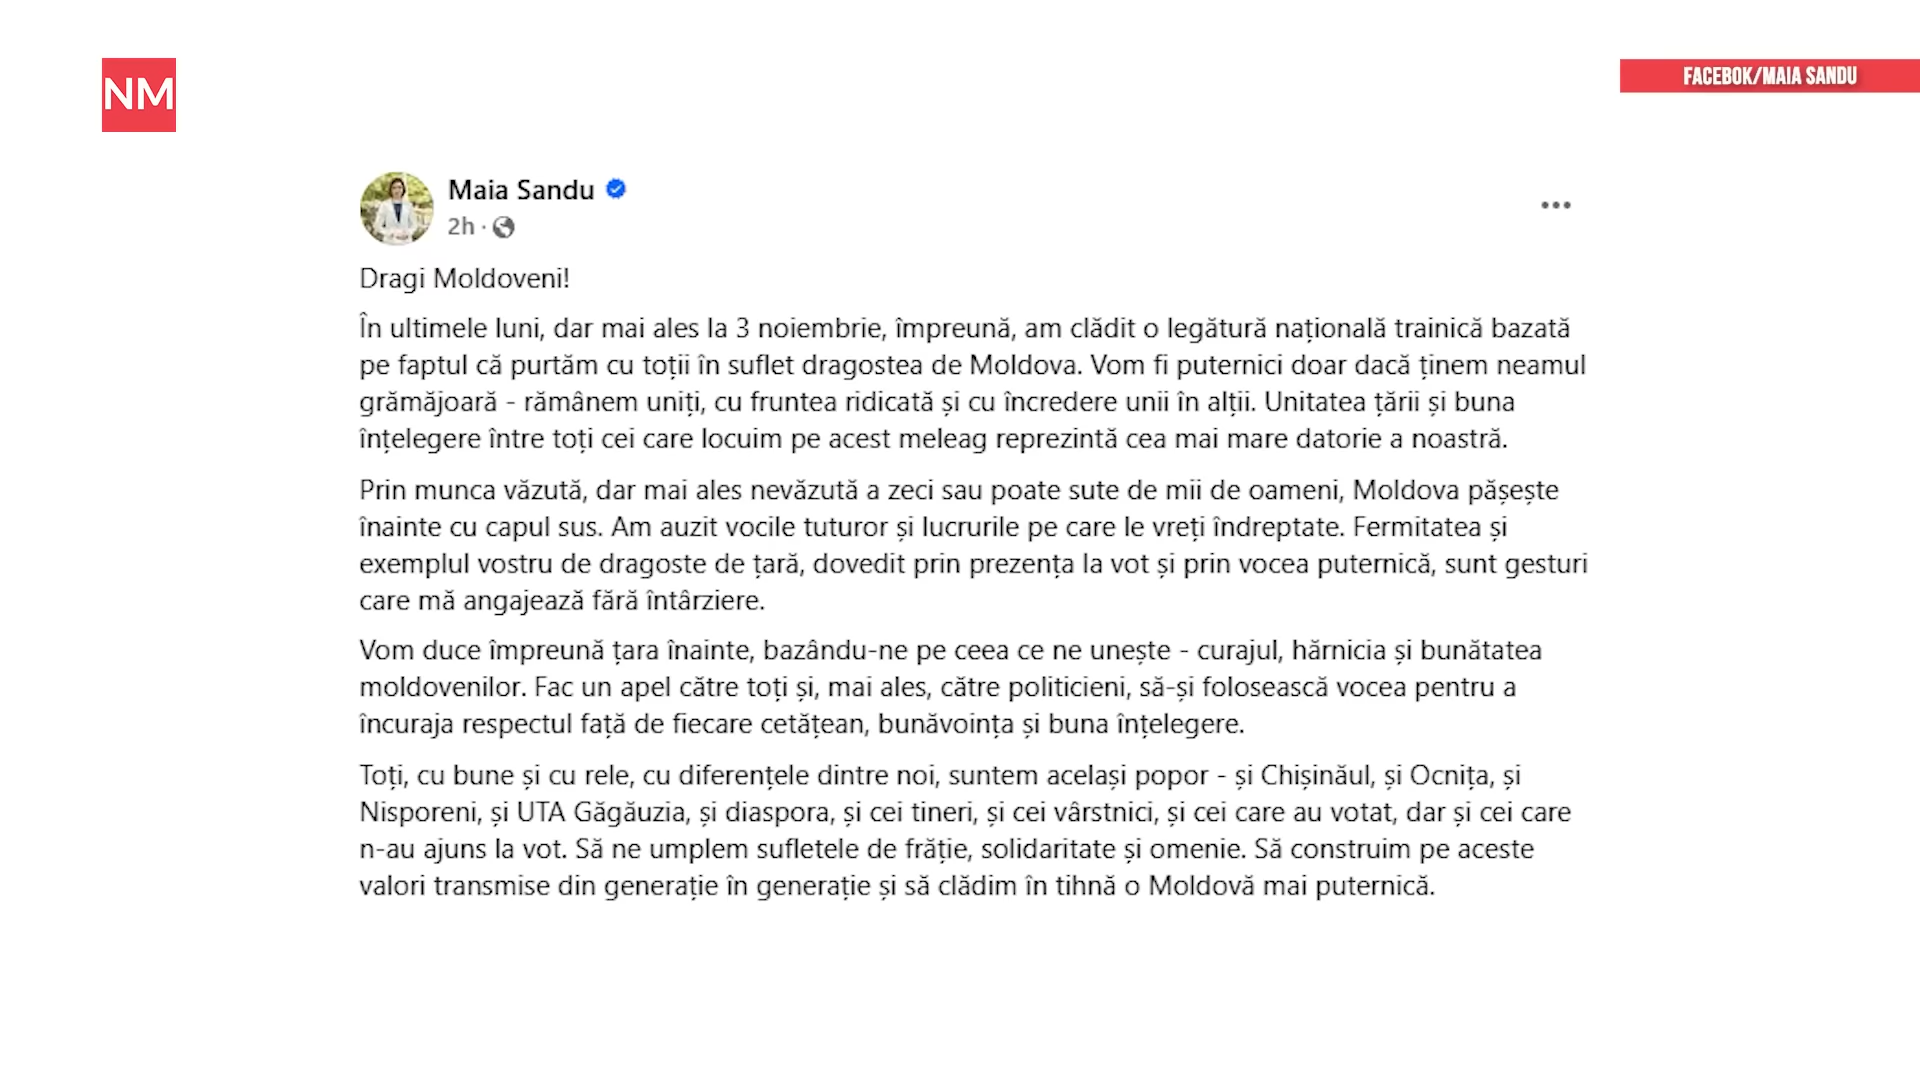 NM
FACEBOK/MAIA SANDU
Maia Sandu
2h ·
Dragi Moldoveni!
În ultimele luni, dar mai ales la 3 noiembrie, împreună, am clădit o legătură națională trainică bazată
pe faptul că purtăm cu toții în suflet dragostea de Moldova. Vom fi puternici doar dacă ținem neamul
grămăjoară - rămânem uniți, cu fruntea ridicată și cu încredere unii în alții. Unitatea țării și buna
înțelegere între toți cei care locuim pe acest meleag reprezintă cea mai mare datorie a noastră.
Prin munca văzută, dar mai ales nevăzută a zeci sau poate sute de mii de oameni, Moldova pășește
înainte cu capul sus. Am auzit vocile tuturor și lucrurile pe care le vreți îndreptate. Fermitatea și
exemplul vostru de dragoste de țară, dovedit prin prezența la vot și prin vocea puternică, sunt gesturi
care mă angajează fără întârziere.
Vom duce împreună țara înainte, bazându-ne pe ceea ce ne unește - curajul, hărnicia și bunătatea
moldovenilor. Fac un apel către toți și, mai ales, către politicieni, să-și folosească vocea pentru a
încuraja respectul față de fiecare cetățean, bunăvoința și buna înțelegere.
Toți, cu bune și cu rele, cu diferențele dintre noi, suntem același popor - și Chișinăul, și Ocnița, și
Nisporeni, și UTA Găgăuzia, și diaspora, și cei tineri, și cei vârstnici, și cei care au votat, dar și cei care
n-au ajuns la vot. Să ne umplem sufletele de frăție, solidaritate și omenie. Să construim pe aceste
valori transmise din generație în generație și să clădim în tihnă o Moldovă mai puternică.